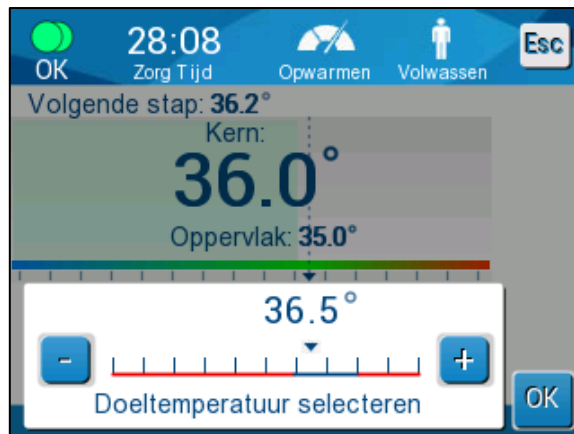 OK
28:08
Zorg Tijd
Opwarmen
Volwassen
Esc
Volgende stap: 36.2°
Kern:
36.0°
Oppervlak: 35.0°
36.5°
-
+
Doeltemperatuur selecteren
OK